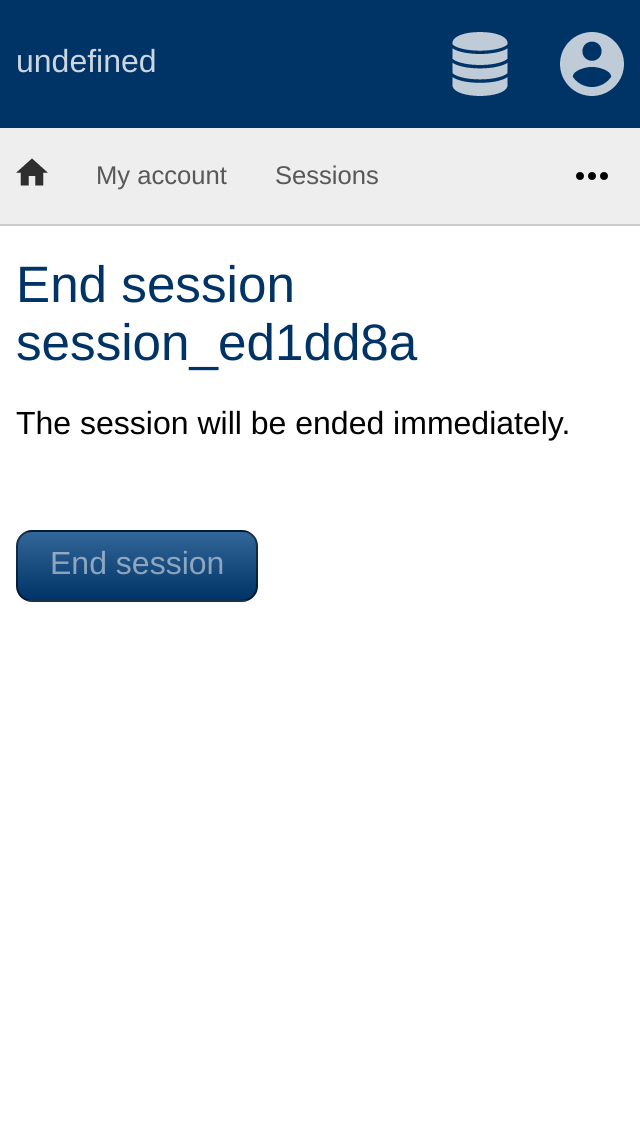 undefined
My account Sessions
End session
session_ed1dd8a
The session will be ended immediately.
End session